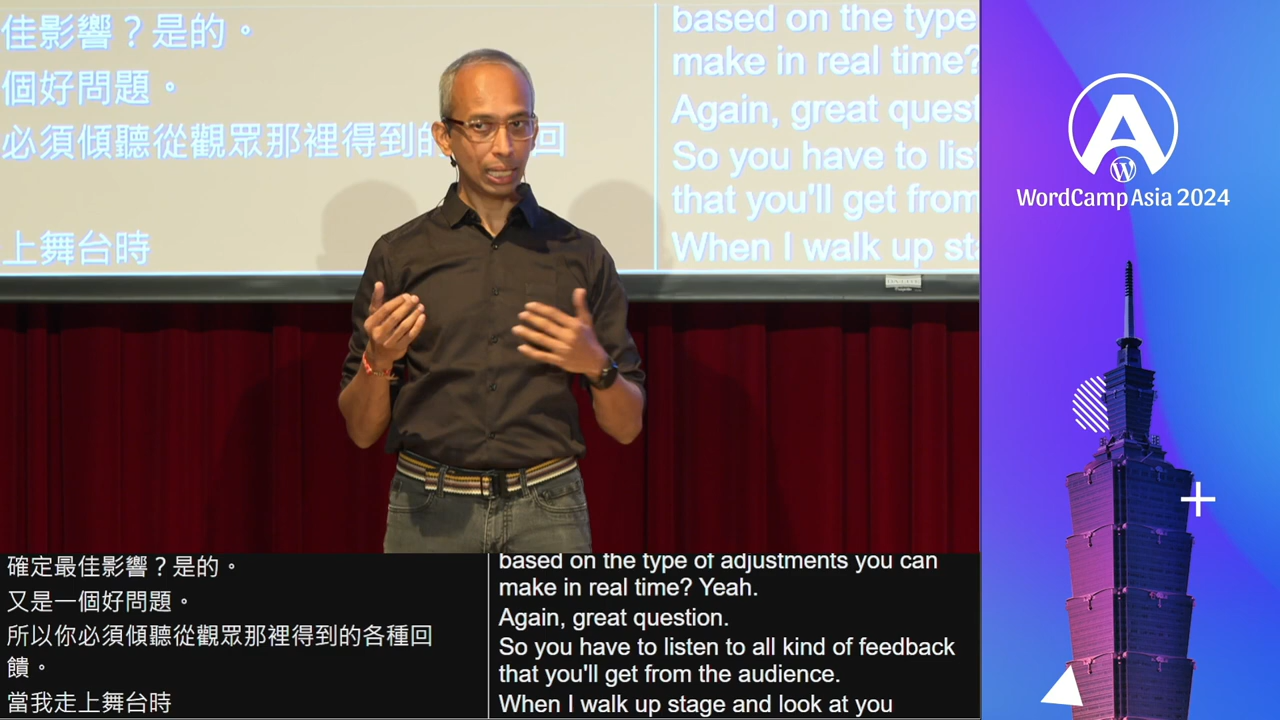 佳影響？是的。
個好問題。
必須傾聽從觀眾那裡得到的
回
上舞台時
based on the type
make in real time?
Again, great quest
So you have to lis
that you'll get from
When I walk up sta
WordCamp Asia 2024
確定最佳影響？是的。
又是一個好問題。
所以你必須傾聽從觀眾那裡得到的各種回
饋。
當我走上舞台時
based on the type of adjustments you can
make in real time? Yeah.
Again, great question.
So you have to listen to all kind of feedback
that you'll get from the audience.
When I walk up stage and look at you